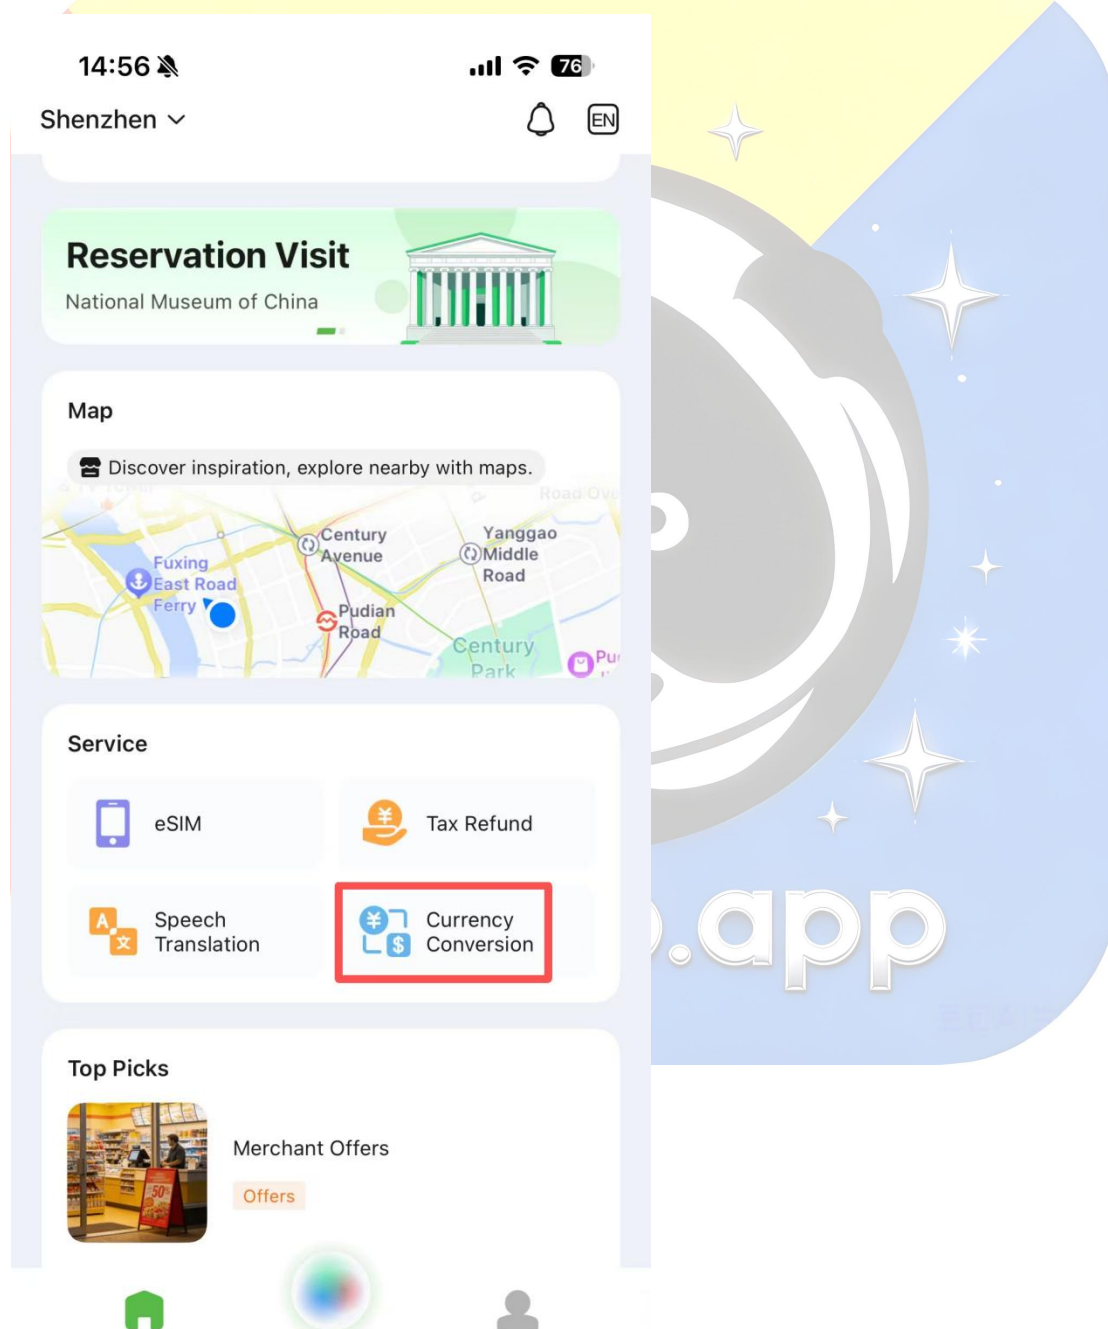 14:56
76
Shenzhen
EN
Reservation Visit
National Museum of China
Map
Discover inspiration, explore nearby with maps.
Century
Avenue
Yanggao
Middle
Road
Fuxing
East Road
Ferry
Pudian
Road
Century
Park
Service
eSIM
¥
Tax Refund
A
文
Speech
Translation
¥
$
Currency
Conversion
.app
Top Picks
50%
Merchant Offers
Offers